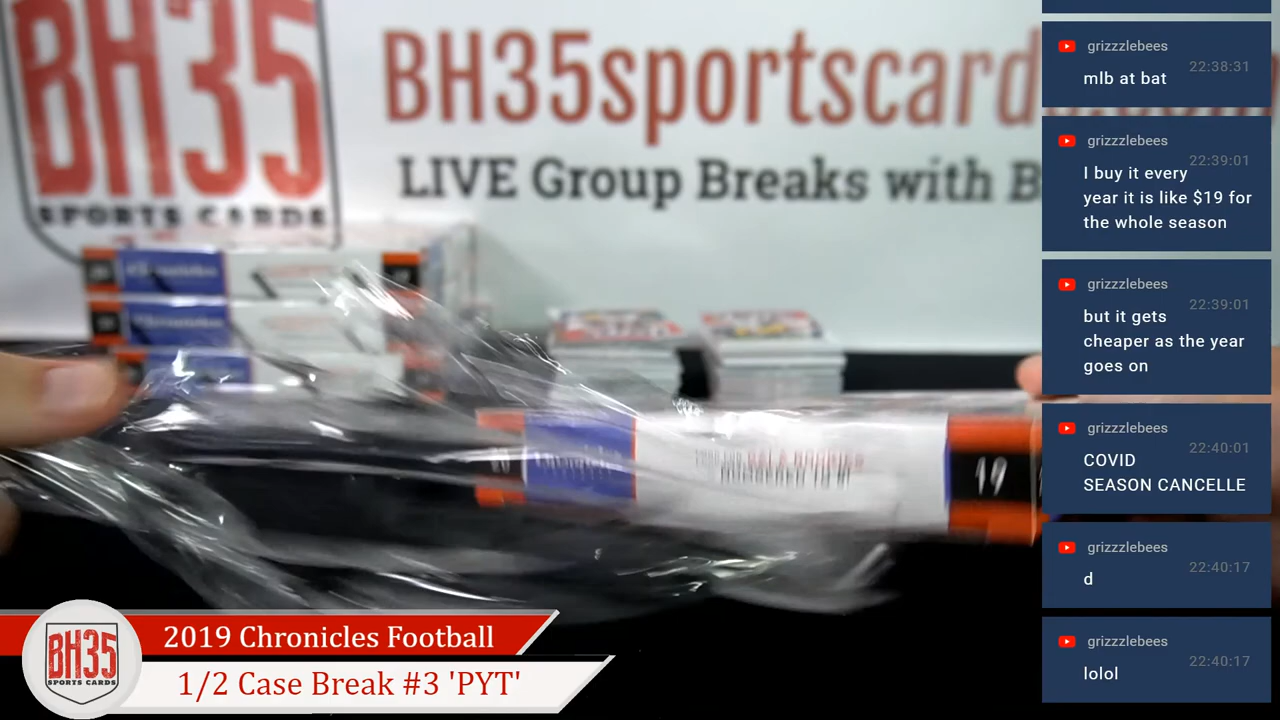 BH35
SPORTS CARDS
BH35sportscard
LIVE Group Breaks with B
Chronicles
Chronicles
19
2019 Chronicles Football
1/2 Case Break #3 'PYT'
BH35
SPORTS CARDS
grizzzlebees
22:38:31
mlb at bat
grizzzlebees
22:39:01
I buy it every
year it is like $19 for
the whole season
grizzzlebees
22:39:01
but it gets
cheaper as the year
goes on
grizzzlebees
22:40:01
COVID
SEASON CANCELLE
grizzzlebees
22:40:17
d
grizzzlebees
22:40:17
lolol